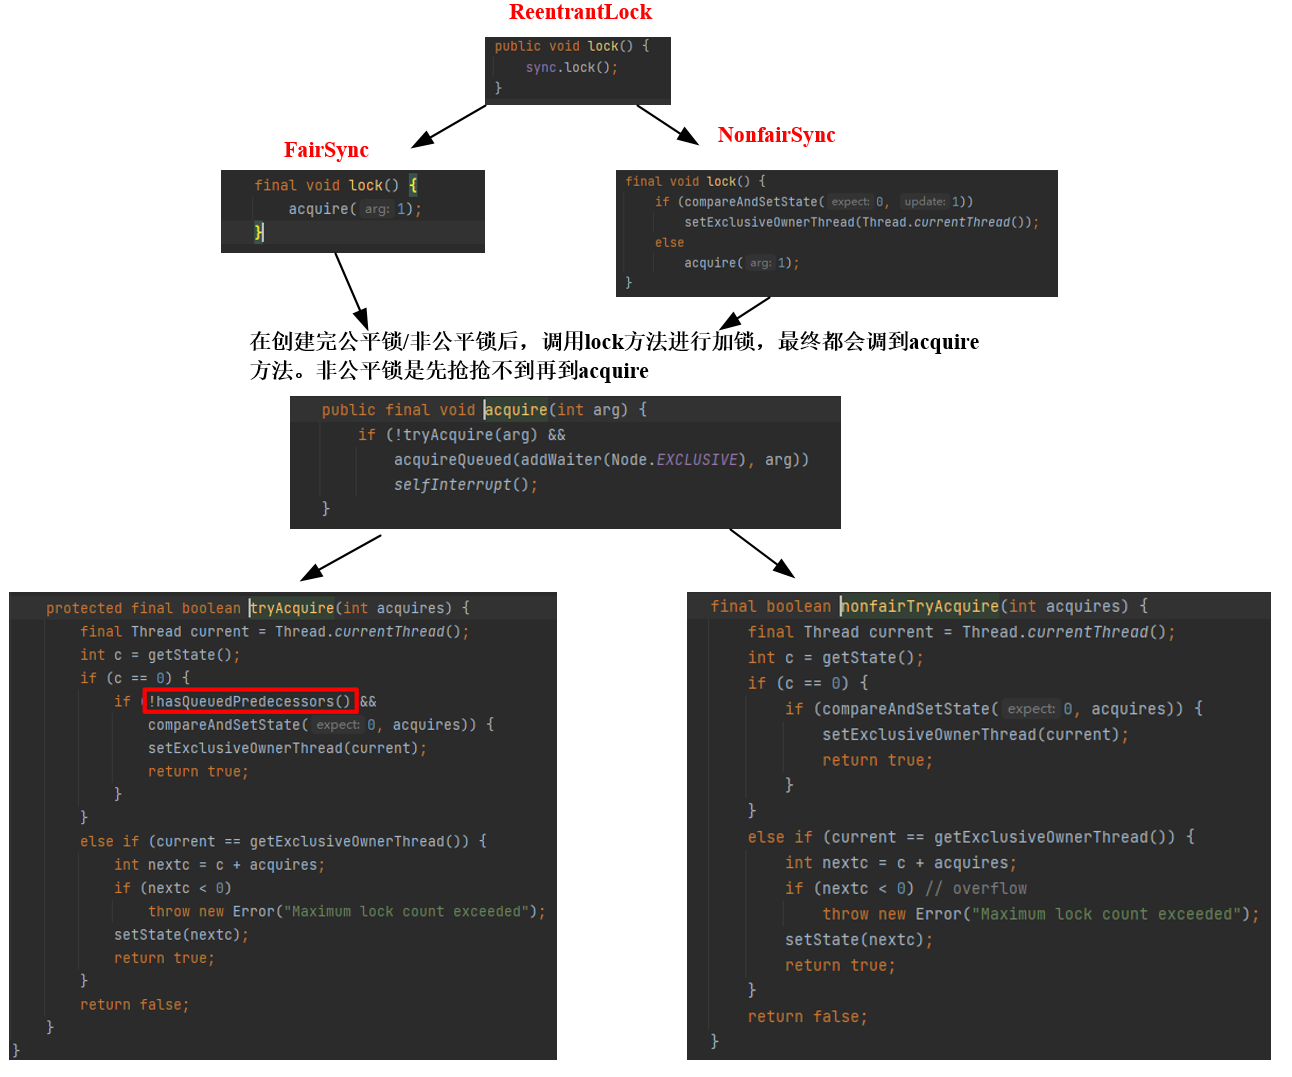 ReentrantLock
public void lock() {
sync.lock();
}
FairSync
final void lock() {
acquire( arg: 1);
}
NonfairSync
final void lock() {
if (compareAndSetState( expect: 0, update: 1))
setExclusiveOwnerThread(Thread.currentThread());
else
acquire( arg: 1);
}
在创建完公平锁/非公平锁后，调用lock方法进行加锁，最终都会调到acquire
方法。非公平锁是先抢抢不到再到acquire
public final void acquire(int arg) {
if (!tryAcquire(arg) &&
acquireQueued(addWaiter(Node.EXCLUSIVE), arg))
selfInterrupt();
}
protected final boolean tryAcquire(int acquires) {
final Thread current = Thread.currentThread();
int c = getState();
if (c == 0) {
if (!hasQueuedPredecessors() &&
compareAndSetState( expect: 0, acquires)) {
setExclusiveOwnerThread(current);
return true;
}
}
else if (current == getExclusiveOwnerThread()) {
int nextc = c + acquires;
if (nextc < 0)
throw new Error("Maximum lock count exceeded");
setState(nextc);
return true;
}
return false;
}
}
final boolean nonfairTryAcquire(int acquires) {
final Thread current = Thread.currentThread();
int c = getState();
if (c == 0) {
if (compareAndSetState( expect: 0, acquires)) {
setExclusiveOwnerThread(current);
return true;
}
}
else if (current == getExclusiveOwnerThread()) {
int nextc = c + acquires;
if (nextc < 0) // overflow
throw new Error("Maximum lock count exceeded");
setState(nextc);
return true;
}
return false;
}